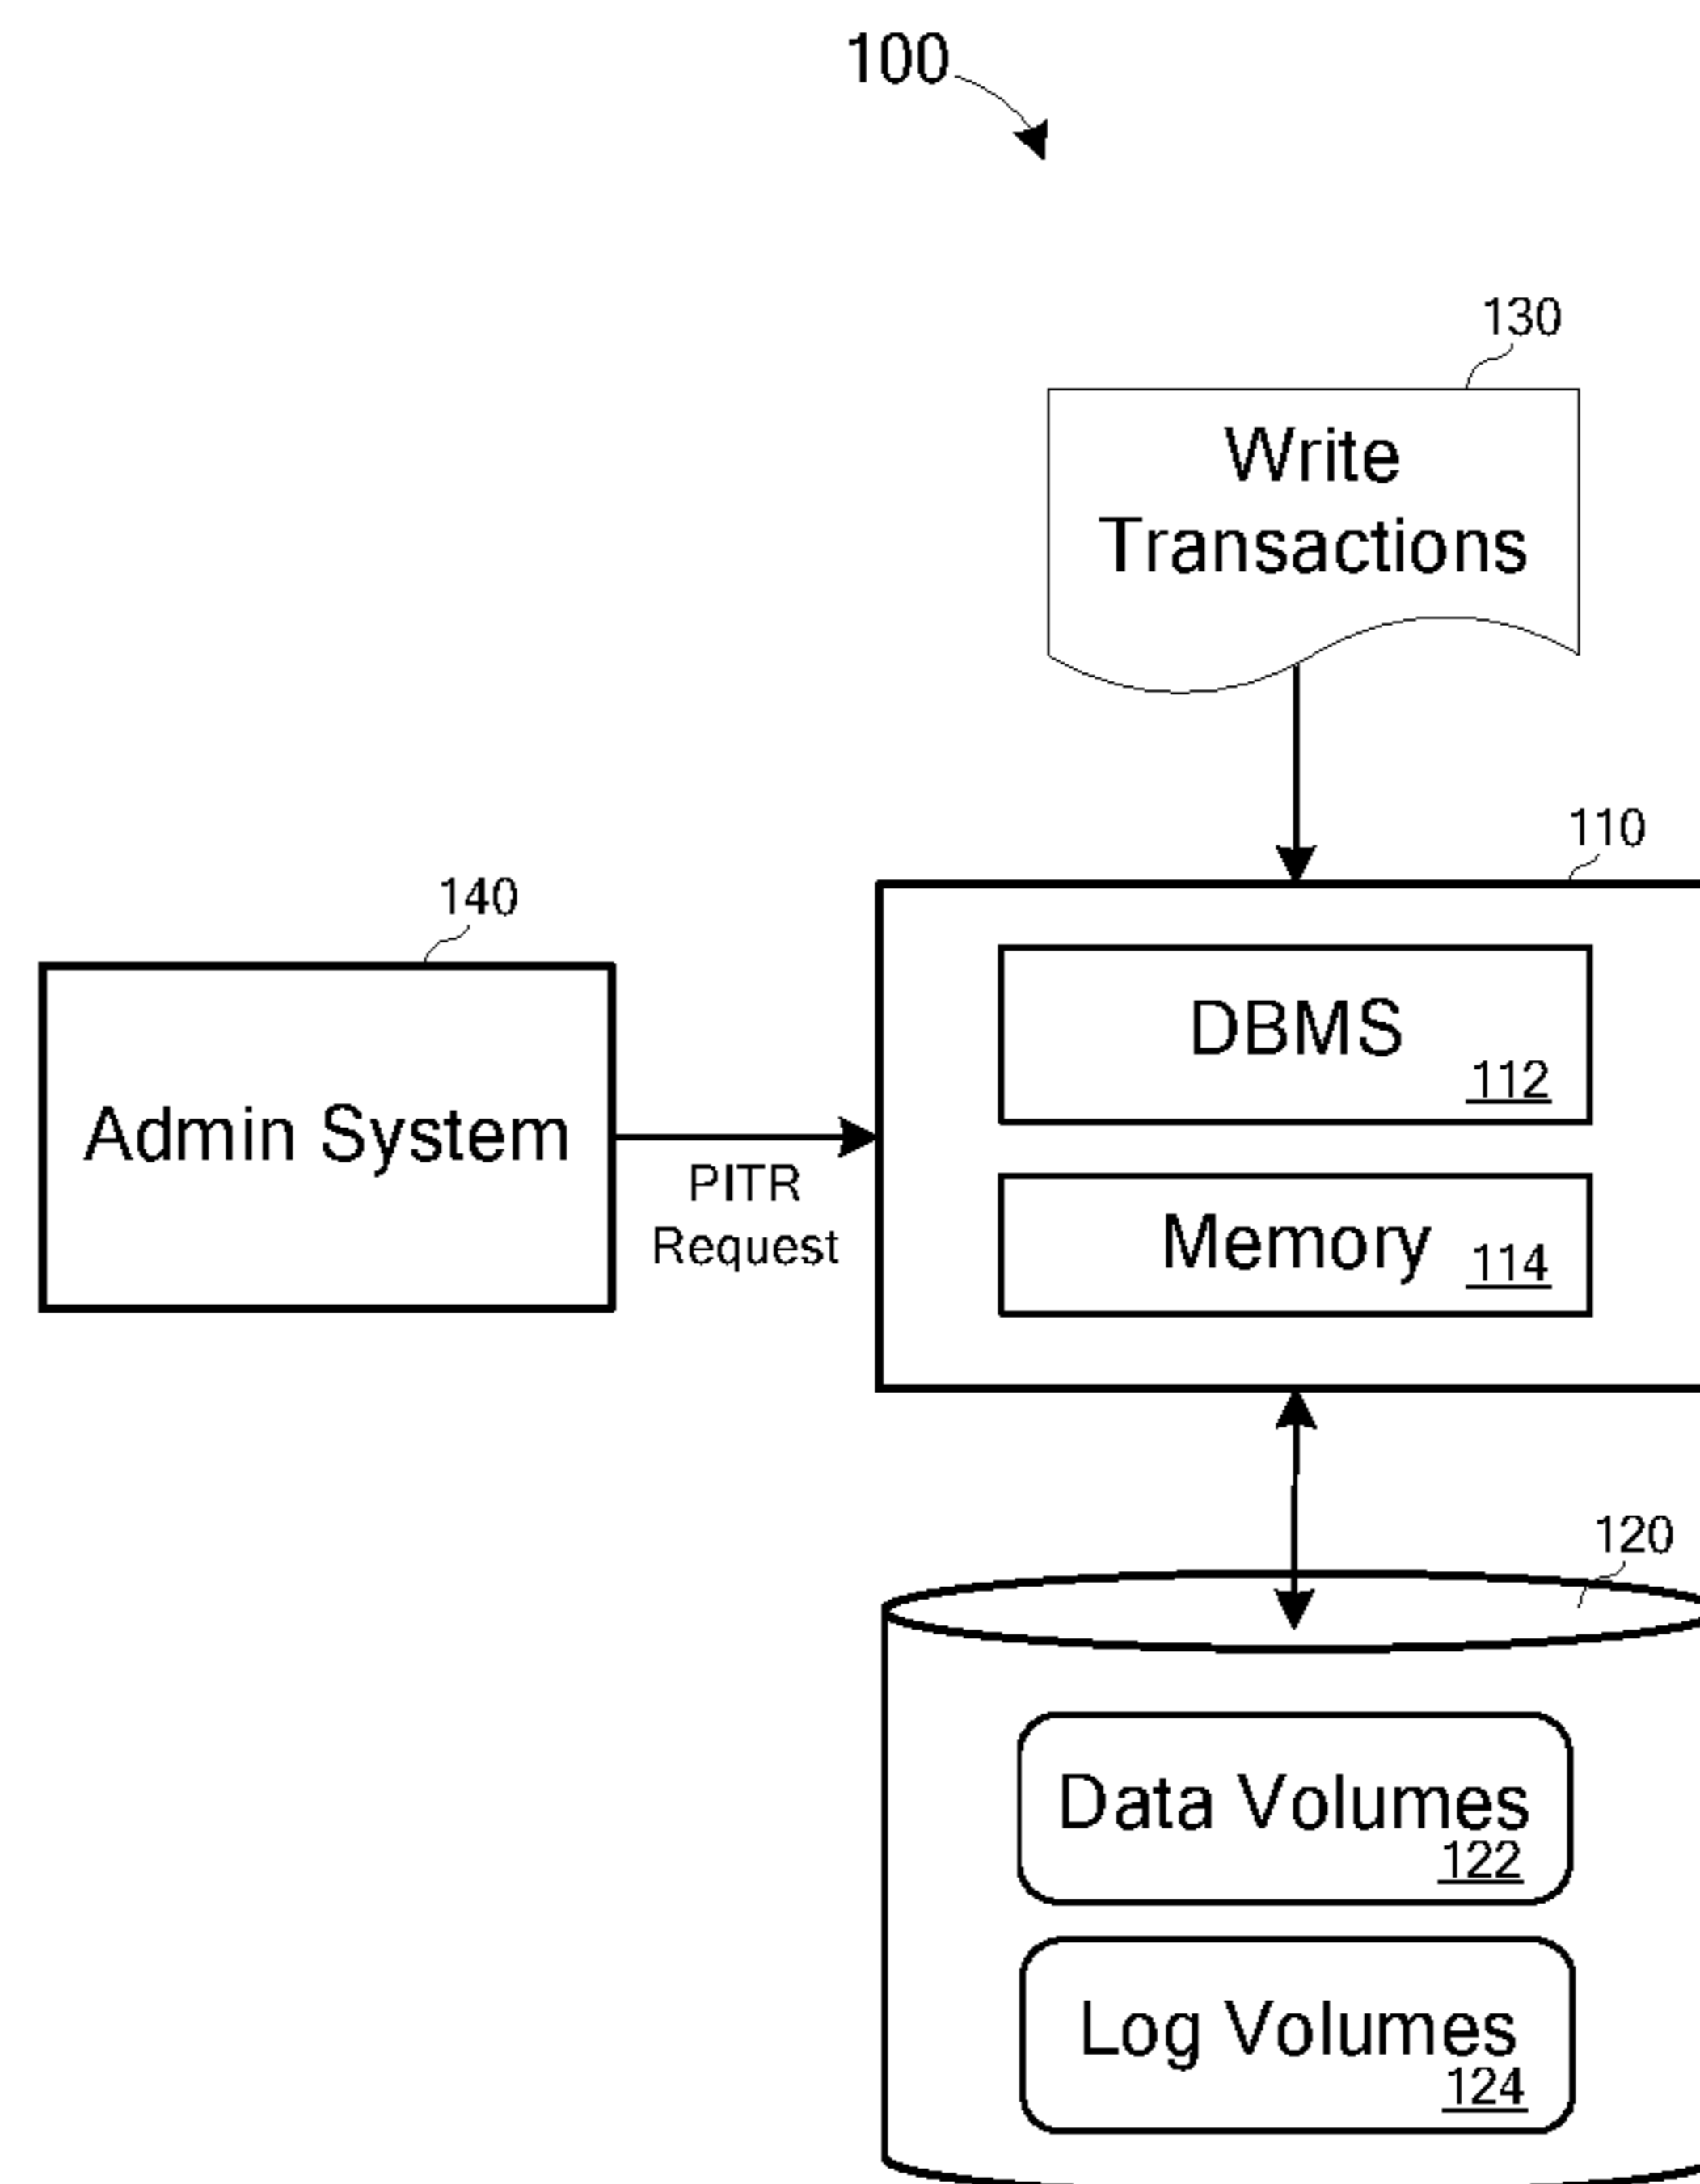 100
130
Write
Transactions
110
140
DBMS
112
Admin System
PITR
Request
Memory
114
120
Data Volumes
122
Log Volumes
124